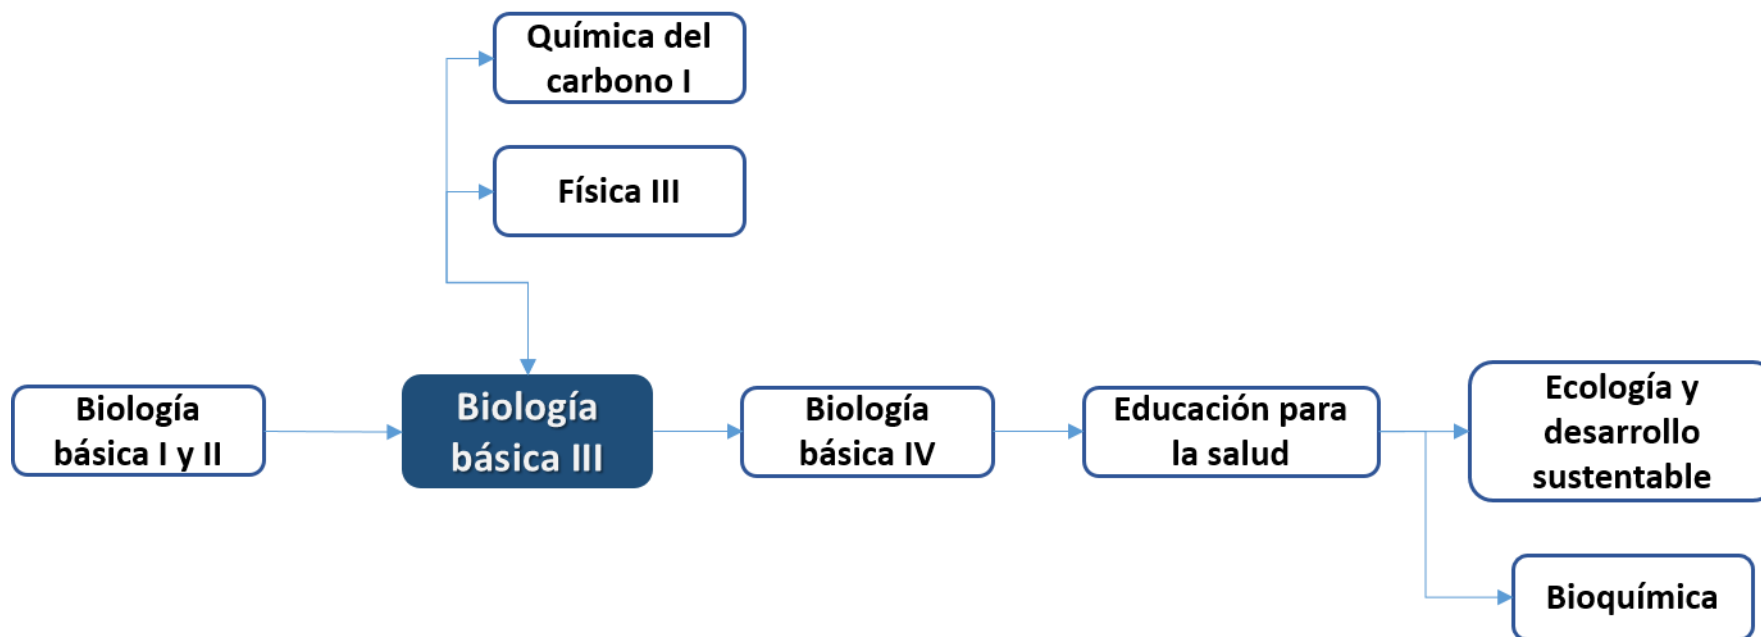 Química del
carbono I
Física III
Biología
básica I y II
Biología
básica III
Biología
básica IV
Educación para
la salud
Ecología y
desarrollo
sustentable
Bioquímica